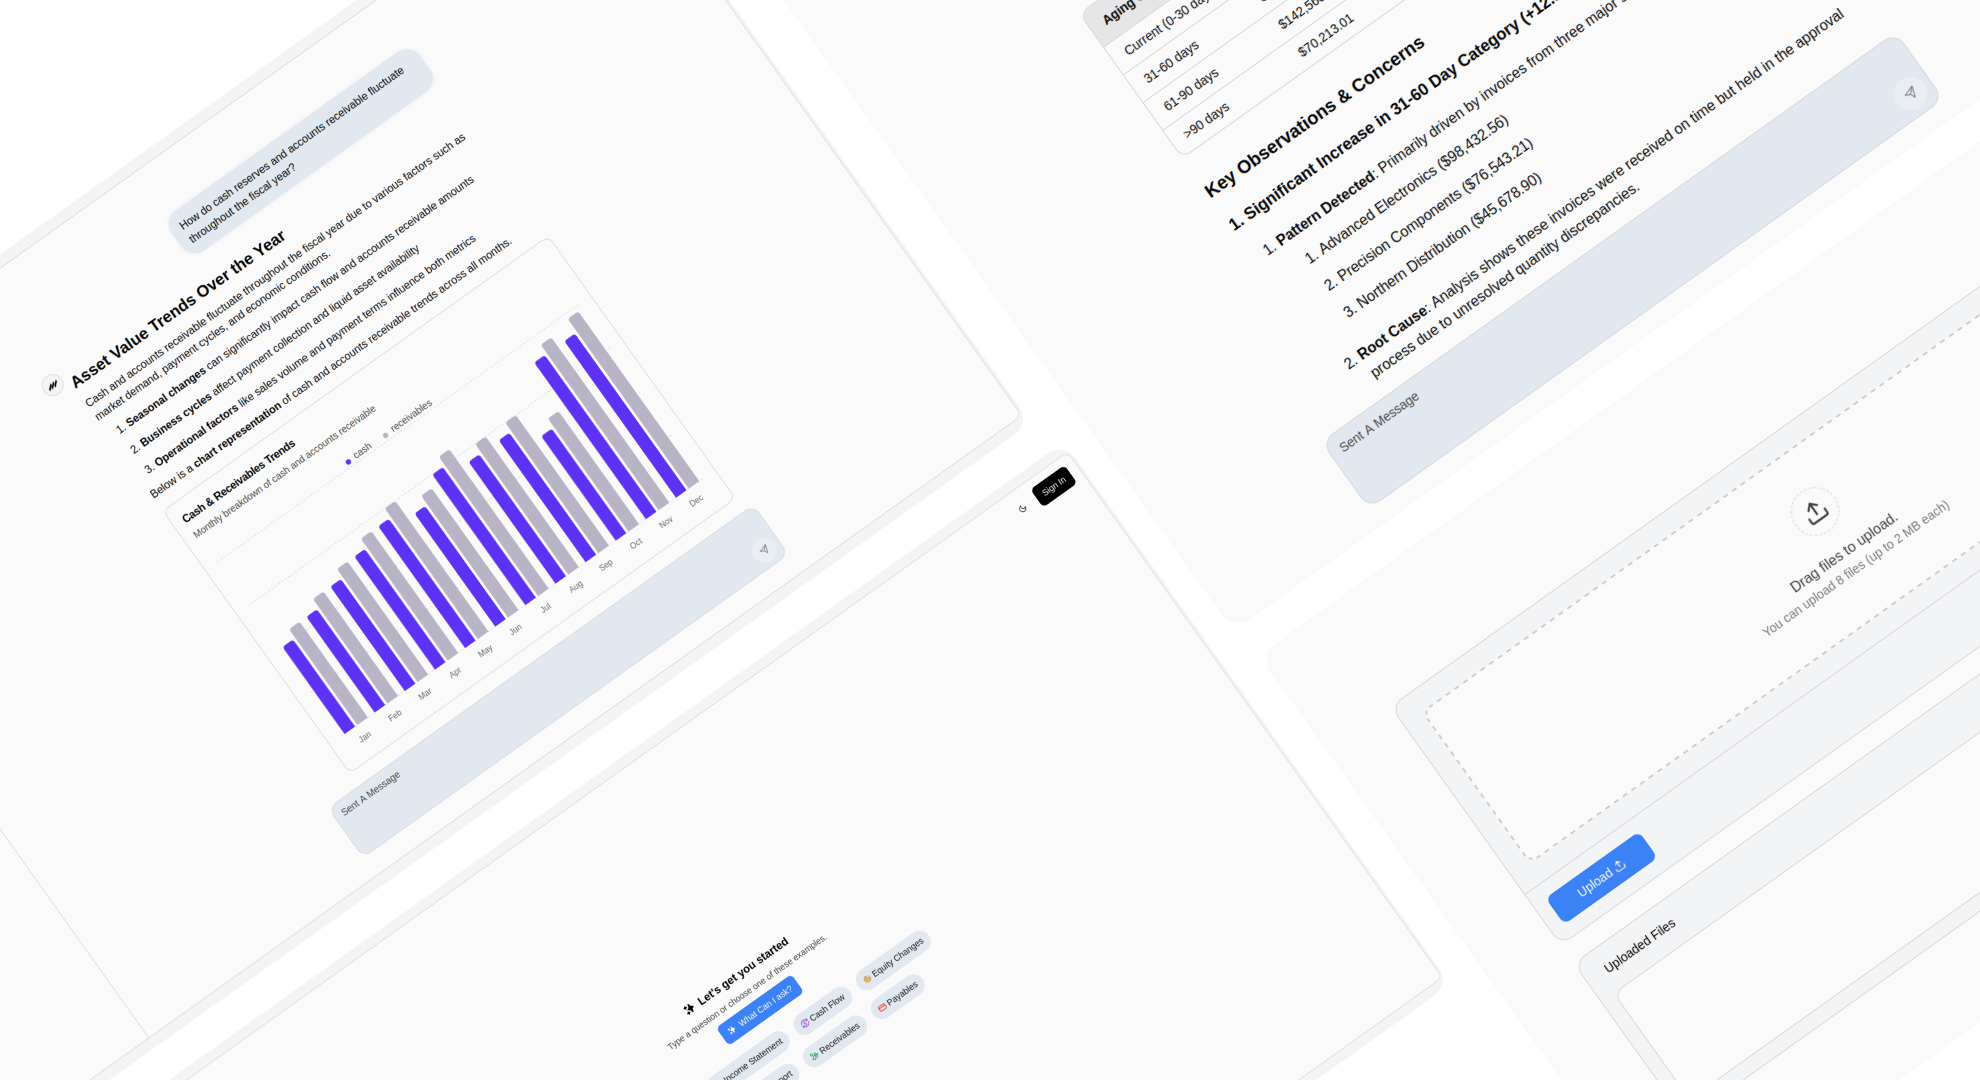 How do cash reserves and accounts receivable fluctuate
throughout the fiscal year?
Asset Value Trends Over the Year
Cash and accounts receivable fluctuate throughout the fiscal year due to various factors such as
market demand, payment cycles, and economic conditions.
1. Seasonal changes can significantly impact cash flow and accounts receivable amounts
2. Business cycles affect payment collection and liquid asset availability
3. Operational factors like sales volume and payment terms influence both metrics
Below is a chart representation of cash and accounts receivable trends across all months.
Cash & Receivables Trends
Monthly breakdown of cash and accounts receivable
cash
receivables
Jan
Feb
Mar
Apr
May
Jun
Jul
Aug
Sep
Oct
Nov
Dec
Sent A Message
Sign In
Let's get you started
Type a question or choose one of these examples.
What Can I ask?
Income Statement
Cash Flow
Equity Changes
Receivables
Payables
Aging
Current (0-30
31-60 days
61-90 days
$70,213.01
>90 days
Key Observations & Concerns
1. Significant Increase in 31-60 Day Category
1. Pattern Detected: Primarily driven by invoices from three major
1. Advanced Electronics ($98,432.56)
2. Precision Components ($76,543.21)
3. Northern Distribution ($45,678.90)
2. Root Cause: Analysis shows these invoices were received on time but held in the approval
process due to unresolved quantity discrepancies.
Sent A Message
Drag files to upload.
You can upload 8 files (up to 2 MB each)
Upload
Uploaded Files